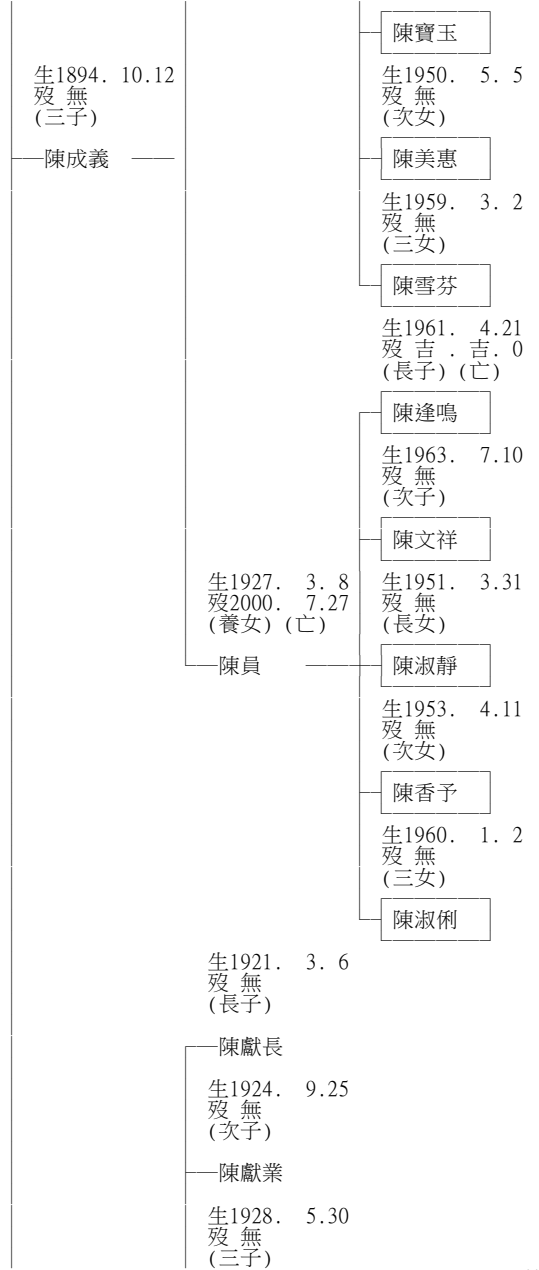 陳寶玉
生1894. 10.12
歿 無
(三子)
陳成義
生1950. 5. 5
歿 無
(次女)
陳美惠
生1959. 3. 2
歿 無
(三女)
陳雪芬
生1961. 4.21
歿 吉 . 吉. 0
(長子)(亡)
陳逢鳴
生1963. 7.10
歿 無
(次子)
陳文祥
生1927. 3. 8
歿2000. 7.27
(養女)(亡)
陳員
生1951. 3.31
歿 無
(長女)
陳淑靜
生1953. 4.11
歿 無
(次女)
陳香予
生1960. 1. 2
歿 無
(三女)
陳淑俐
生1921. 3. 6
歿 無
(長子)
陳獻長
生1924. 9.25
歿 無
(次子)
陳獻業
生1928. 5.30
歿 無
(三子)